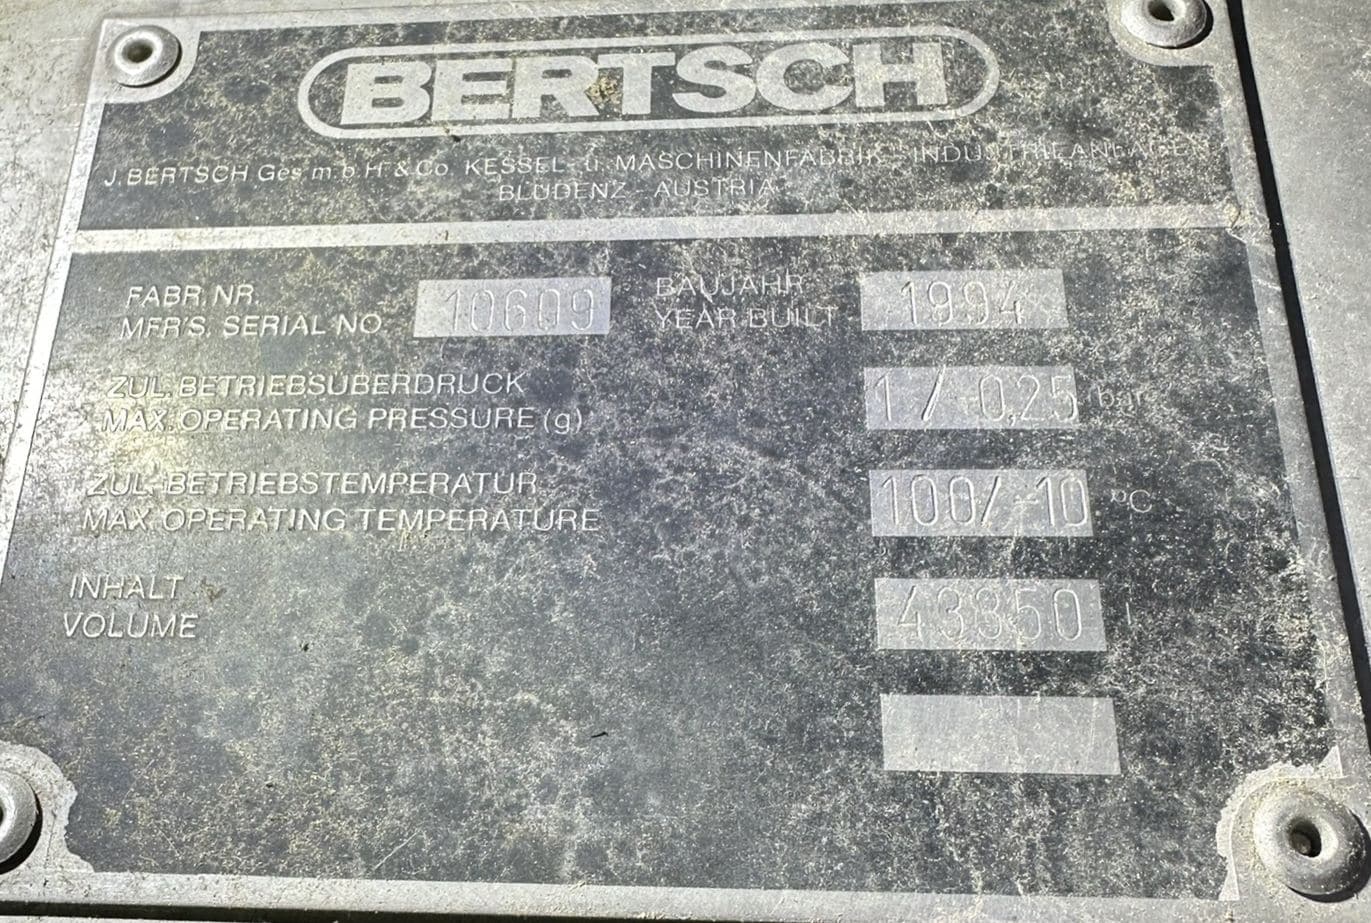 BERTSCH
J. BERTSCH Ges. m. b. H. & Co. KESSEL- u. MASCHINENFABRIK - INDUSTRIEANLAGEN
BLUDENZ - AUSTRIA
FABR. NR.
MFR'S. SERIAL NO. 10609
BAUJAHR
YEAR BUILT 1994
ZUL. BETRIEBSÜBERDRUCK
MAX. OPERATING PRESSURE (g) 1 / -0,25 bar
ZUL. BETRIEBSTEMPERATUR
MAX. OPERATING TEMPERATURE 100/-10 °C
INHALT
VOLUME 43350 l